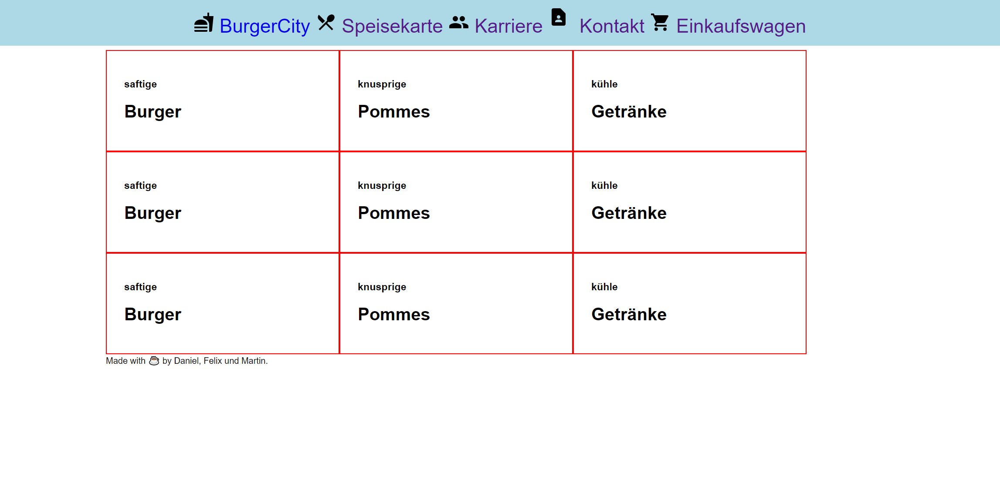 BurgerCity Speisekarte Karriere Kontakt Einkaufswagen
saftige knusprige kühle
Burger Pommes Getränke
saftige knusprige kühle
Burger Pommes Getränke
saftige knusprige kühle
Burger Pommes Getränke
Made with ☕ by Daniel, Felix und Martin.